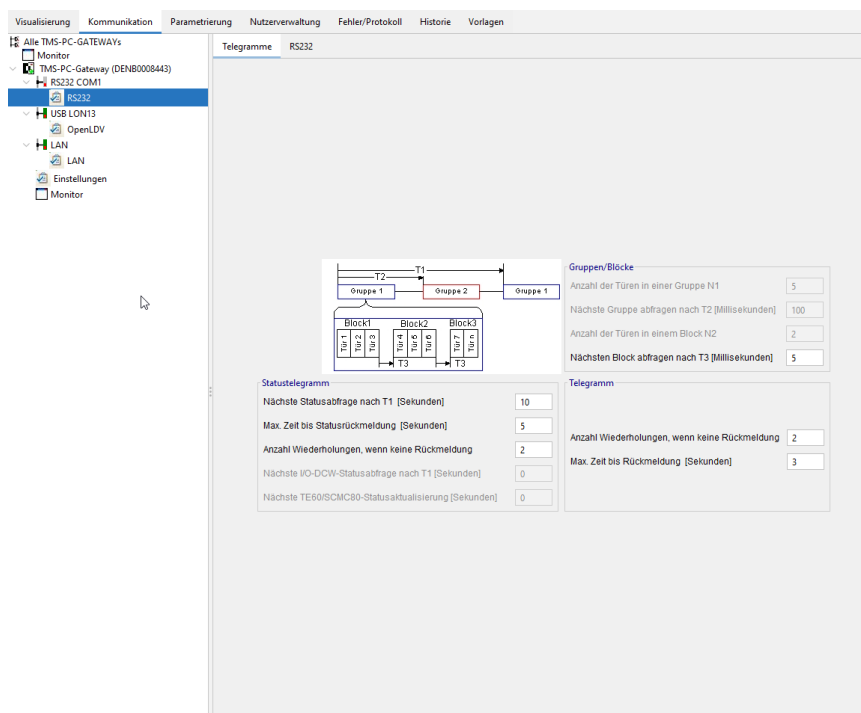 Visualisierung Kommunikation Parametrierung Nutzerverwaltung Fehler/Protokoll Historie Vorlagen
Alle TMS-PC-GATEWAYs
Monitor
TMS-PC-Gateway (DENB0008443)
RS232 COM1
RS232
USB LON13
OpenLDV
LAN
LAN
Einstellungen
Monitor
Telegramme RS232
T1
T2
Gruppe 1 Gruppe 2 Gruppe 1
Block1 Block2 Block3
Tür 1 Tür 2 Tür 3 Tür 4 Tür 5 Tür 6 Tür 7 Tür n
T3 T3
Gruppen/Blöcke
Anzahl der Türen in einer Gruppe N1 5
Nächste Gruppe abfragen nach T2 [Millisekunden] 100
Anzahl der Türen in einem Block N2 2
Nächsten Block abfragen nach T3 [Millisekunden] 5
Statustelegramm
Nächste Statusabfrage nach T1 [Sekunden] 10
Max. Zeit bis Statusrückmeldung [Sekunden] 5
Anzahl Wiederholungen, wenn keine Rückmeldung 2
Nächste I/O-DCW-Statusabfrage nach T1 [Sekunden] 0
Nächste TE60/SCMC80-Statusaktualisierung [Sekunden] 0
Telegramm
Anzahl Wiederholungen, wenn keine Rückmeldung 2
Max. Zeit bis Rückmeldung [Sekunden] 3